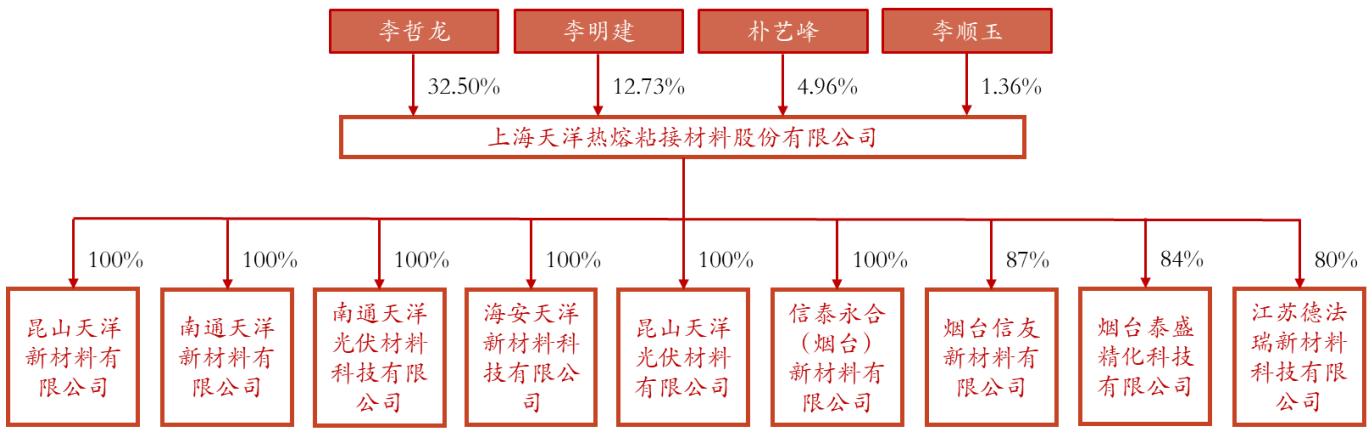 李哲龙
李明建
朴艺峰
李顺玉
32.50%
12.73%
4.96%
1.36%
上海天洋热熔粘接材料股份有限公司
100%
100%
100%
100%
100%
100%
87%
84%
80%
昆山天洋
新材料有
限公司
南通天洋
新材料有
限公司
南通天洋
光伏材料
科技有限
公司
海安天洋
新材料科
技有限公
司
昆山天洋
光伏材料
有限公司
信泰永合
（烟台）
新材料有
限公司
烟台信友
新材料有
限公司
烟台泰盛
精化科技
有限公司
江苏德法
瑞新材料
科技有限
公司